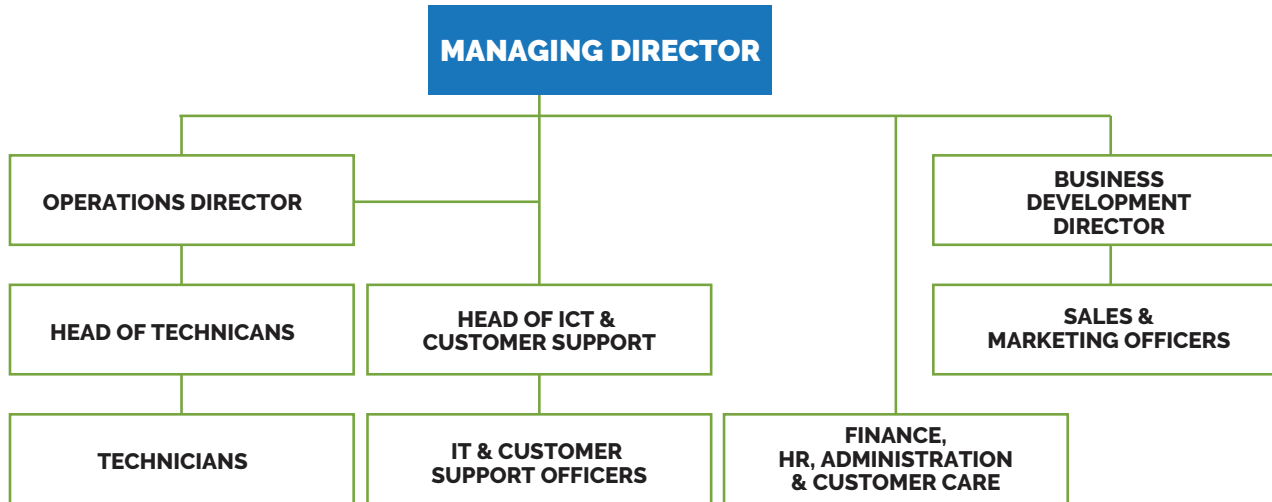 MANAGING DIRECTOR
OPERATIONS DIRECTOR
BUSINESS
DEVELOPMENT
DIRECTOR
HEAD OF TECHNICANS
HEAD OF ICT &
CUSTOMER SUPPORT
SALES &
MARKETING OFFICERS
TECHNICIANS
IT & CUSTOMER
SUPPORT OFFICERS
FINANCE,
HR, ADMINISTRATION
& CUSTOMER CARE